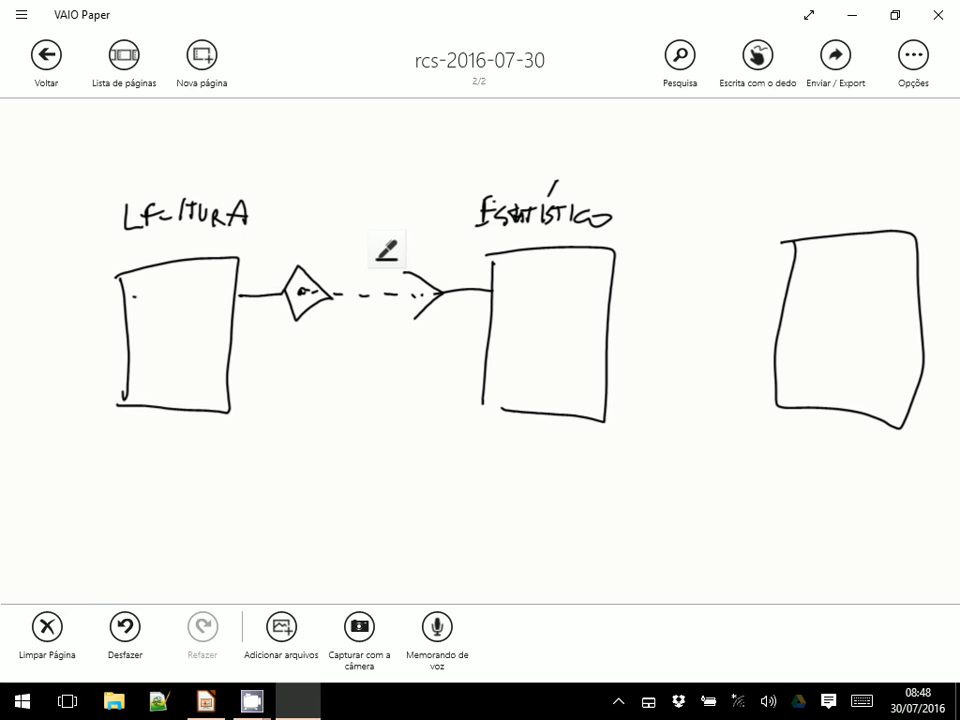 VAIO Paper
Voltar
Lista de páginas
Nova página
rcs-2016-07-30
2/2
Pesquisa
Escrita com o dedo
Enviar / Export
Opções
LEITURA
ESTATÍSTICO
Limpar Página
Desfazer
Refazer
Adicionar arquivos
Capturar com a
câmera
Memorando de
voz
08:48
30/07/2016